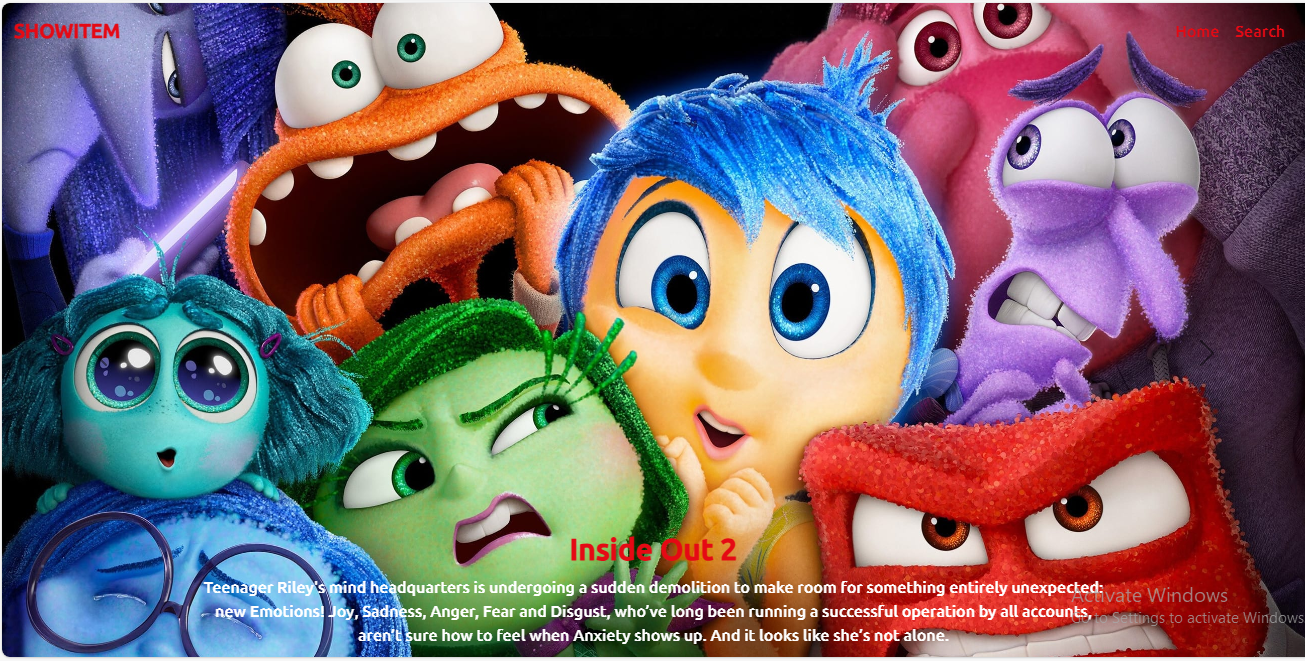 SHOWITEM
Home Search
Inside Out 2
Teenager Riley's mind headquarters is undergoing a sudden demolition to make room for something entirely unexpected:
new Emotions! Joy, Sadness, Anger, Fear and Disgust, who’ve long been running a successful operation by all accounts,
aren’t sure how to feel when Anxiety shows up. And it looks like she’s not alone.
Activate Windows
Go to Settings to activate Windows